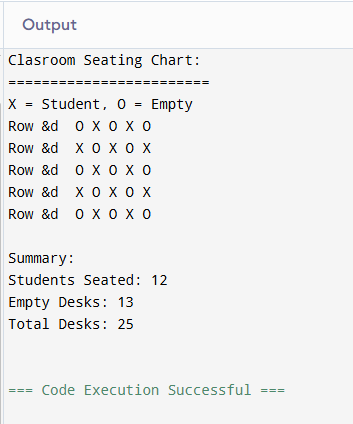 Output
Clasroom Seating Chart:
========================
X = Student, O = Empty
Row &d  O X O X O
Row &d  X O X O X
Row &d  O X O X O
Row &d  X O X O X
Row &d  O X O X O
Summary:
Students Seated: 12
Empty Desks: 13
Total Desks: 25
=== Code Execution Successful ===